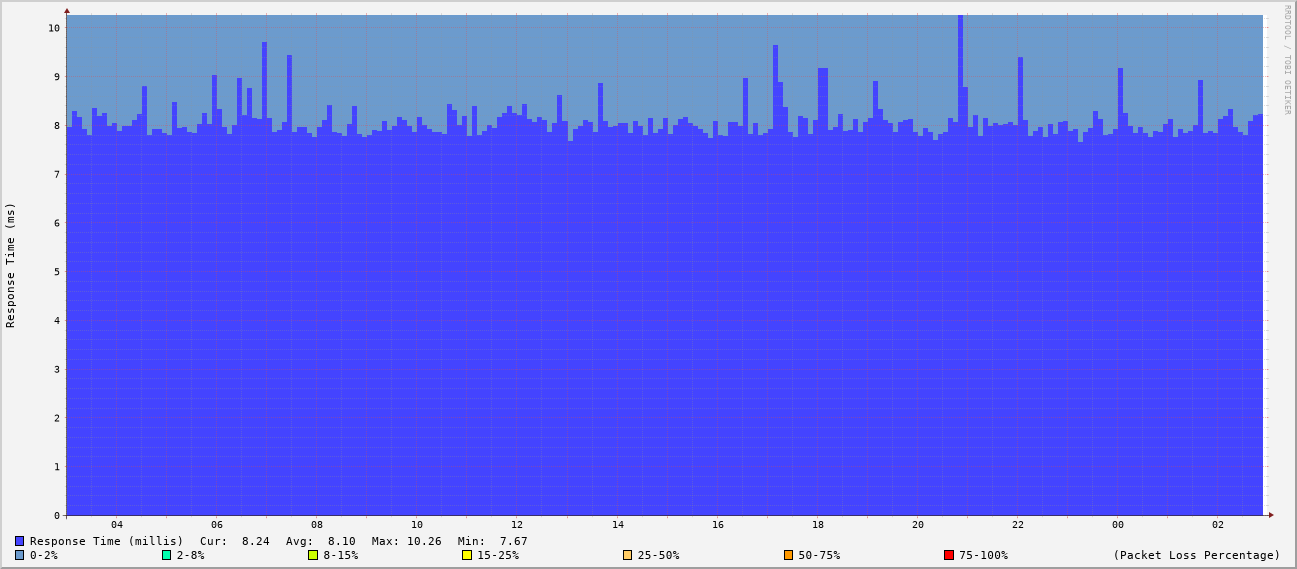 RRDTOOL / TOBI OETIKER
Response Time (ms)
10
9
8
7
6
5
4
3
2
1
0
04 06 08 10 12 14 16 18 20 22 00 02
Response Time (millis) Cur: 8.24 Avg: 8.10 Max: 10.26 Min: 7.67
0-2% 2-8% 8-15% 15-25% 25-50% 50-75% 75-100% (Packet Loss Percentage)